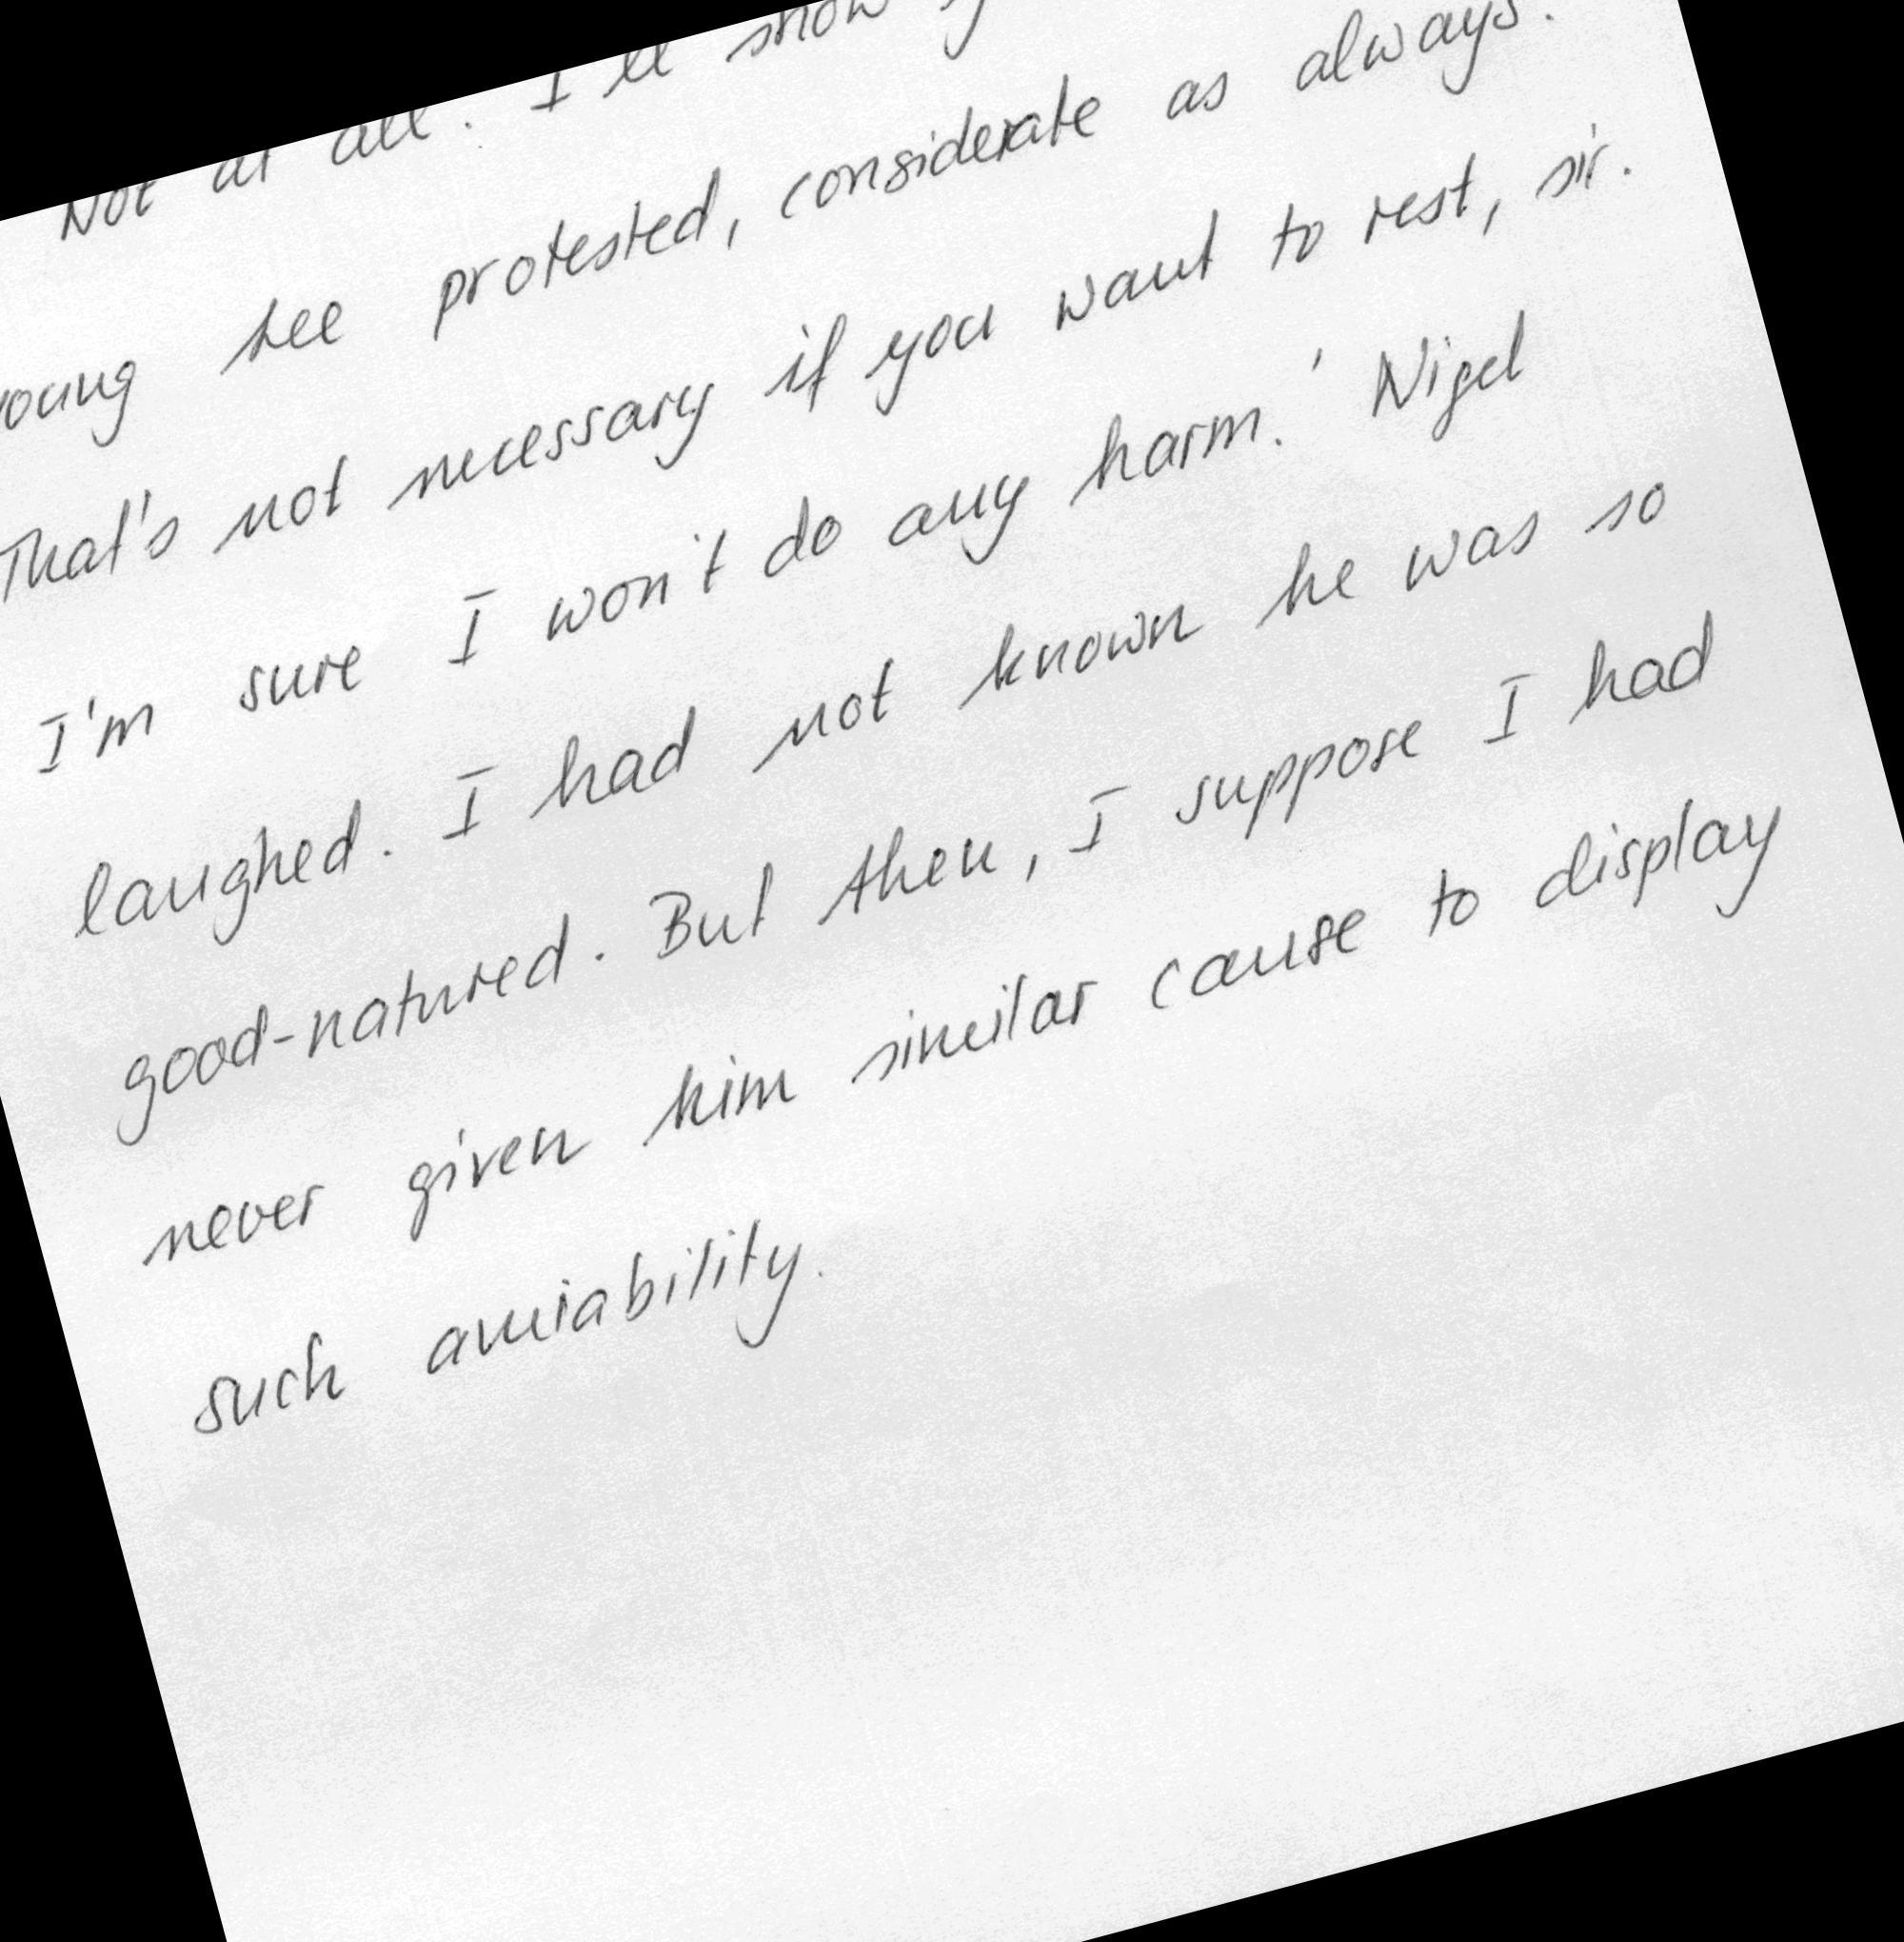 Not at all. I'll show
young Lee protested, considerate as always.
That's not necessary if you want to rest, sir.
I'm sure I won't do any harm.' Nigel
laughed. I had not known he was so
good-natured. But then, I suppose I had
never given him similar cause to display
such amiability.